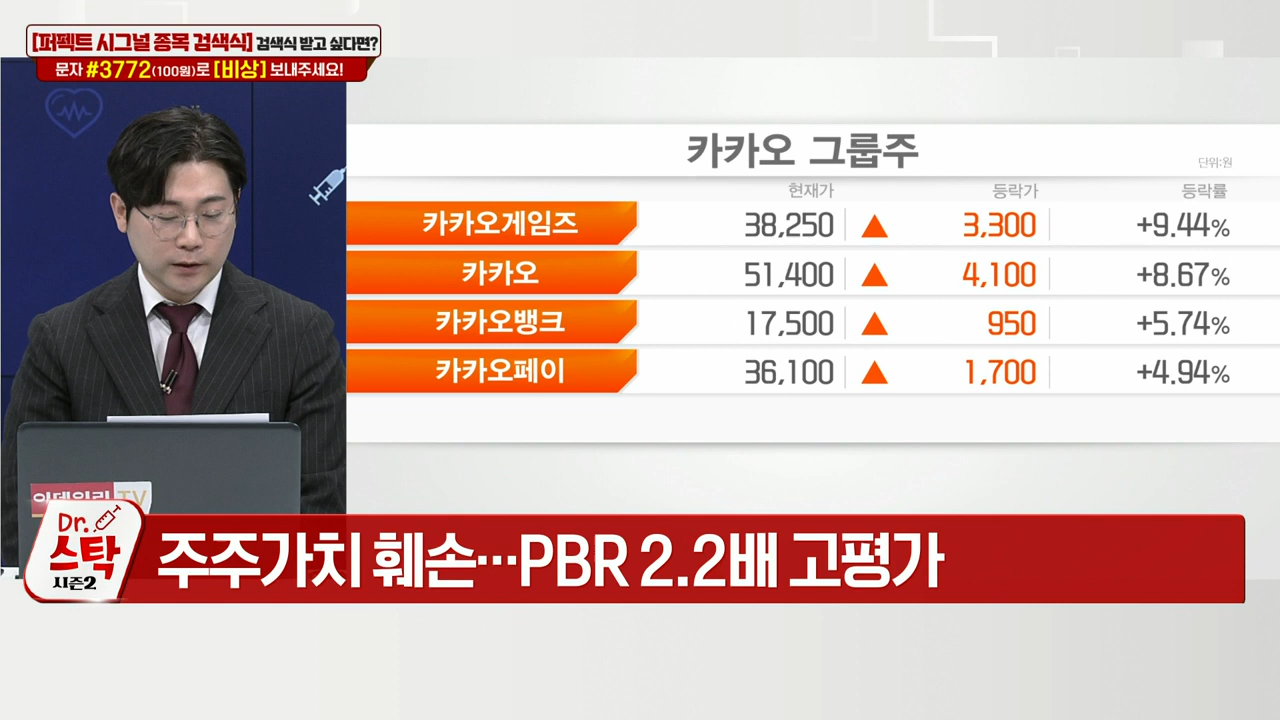 [퍼펙트 시그널 종목 검색식] 검색식 받고 싶다면?
문자 #3772(100원)로 [비상] 보내주세요!
카카오 그룹주
단위:원
현재가 등락가 등락률
카카오게임즈 38,250 ▲ 3,300 +9.44%
카카오 51,400 ▲ 4,100 +8.67%
카카오뱅크 17,500 ▲ 950 +5.74%
카카오페이 36,100 ▲ 1,700 +4.94%
이데일리 TV
Dr.
스탁
시즌2
주주가치 훼손…PBR 2.2배 고평가